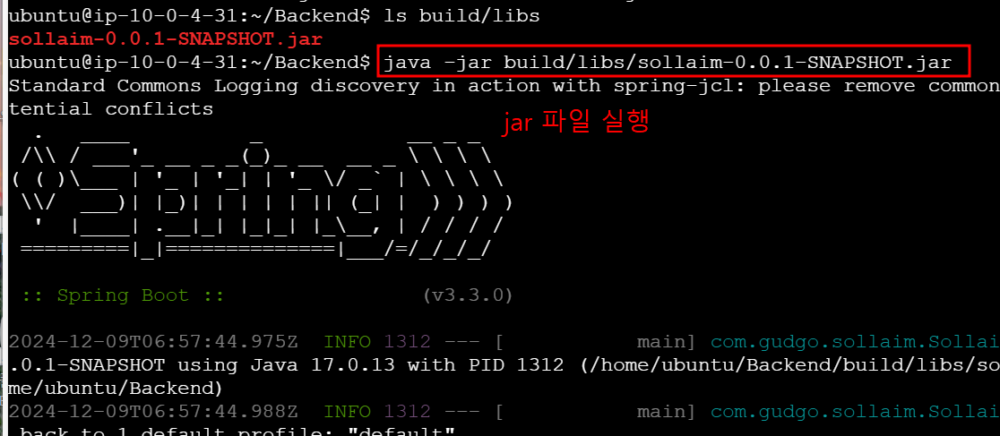 ubuntu@ip-10-0-4-31:~/Backend$ ls build/libs
sollaim-0.0.1-SNAPSHOT.jar
ubuntu@ip-10-0-4-31:~/Backend$ java -jar build/libs/sollaim-0.0.1-SNAPSHOT.jar
Standard Commons Logging discovery in action with spring-jcl: please remove common
tential conflicts
jar 파일 실행
  .   ____          _            __ _ _
 /\\ / ___'_ __ _ _(_)_ __  __ _ \ \ \ \
( ( )\___ | '_ | '_| | '_ \/ _` | \ \ \ \
 \\/  ___)| |_)| | | | | || (_| |  ) ) ) )
  '  |____| .__|_| |_|_| |_\__, | / / / /
 =========|_|==============|___/=/_/_/_/
:: Spring Boot ::                (v3.3.0)
2024-12-09T06:57:44.975Z  INFO 1312 --- [           main] com.gudgo.sollaim.Sollai
.0.1-SNAPSHOT using Java 17.0.13 with PID 1312 (/home/ubuntu/Backend/build/libs/so
me/ubuntu/Backend)
2024-12-09T06:57:44.988Z  INFO 1312 --- [           main] com.gudgo.sollaim.Sollai
 back to 1 default profile: "default"